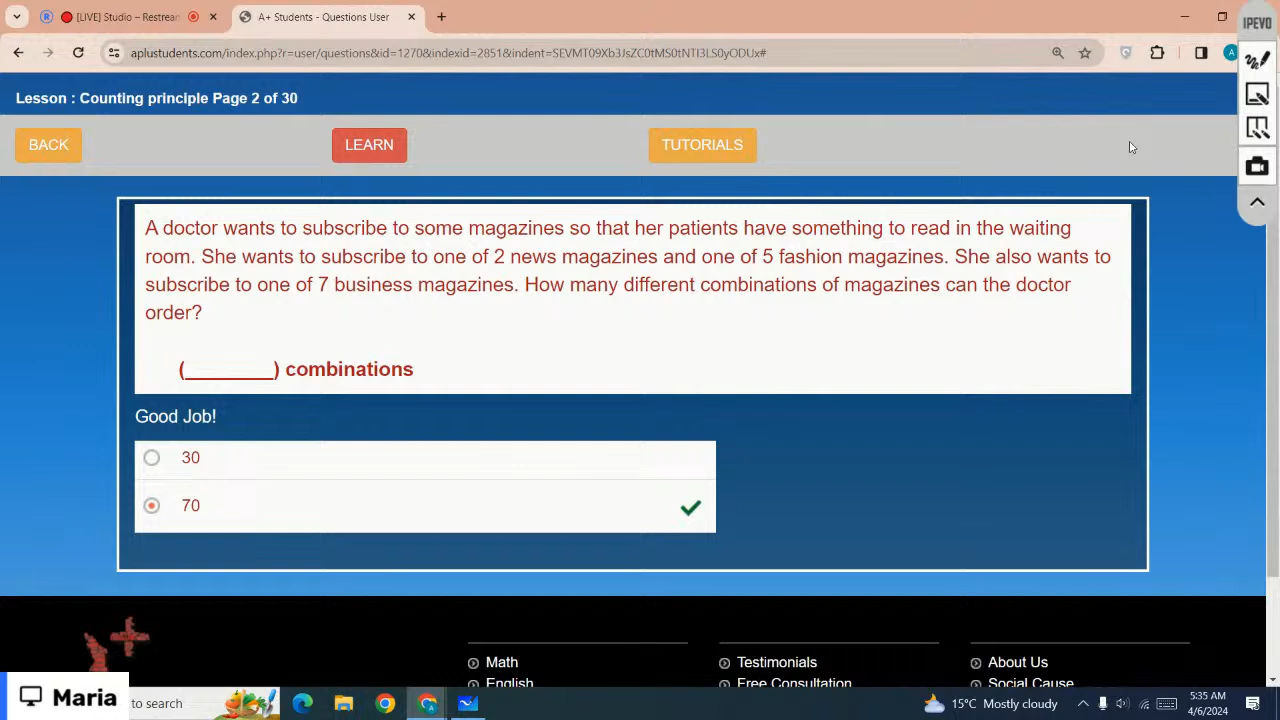 [LIVE] Studio – Restream
A+ Students - Combinations User
aplustudents.com/index.php?r=user/questions&id=1270&indexid=2851&indent=SEVMT09Xb3JsZC0tMS0tNTI3LS0yODUx#
IPEVO
Lesson : Counting principle Page 2 of 30
BACK
LEARN
TUTORIALS
A doctor wants to subscribe to some magazines so that her patients have something to read in the waiting
room. She wants to subscribe to one of 2 news magazines and one of 5 fashion magazines. She also wants to
subscribe to one of 7 business magazines. How many different combinations of magazines can the doctor
order?
(________) combinations
Good Job!
30
70
Math
Testimonials
About Us
English
Free Consultation
Social Cause
Maria
to search
15°C Mostly cloudy
5:35 AM
4/6/2024